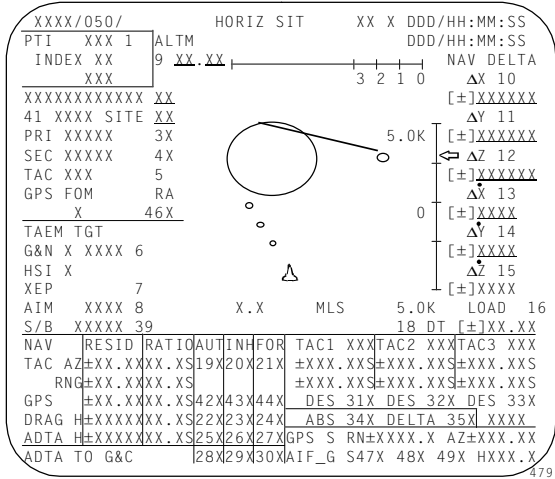 XXXX/050/ HORIZ SIT XX X DDD/HH:MM:SS
PTI XXX 1 ALTM DDD/HH:MM:SS
INDEX XX 9 XX.XX NAV DELTA
XXX 3 2 1 0 ΔX 10
XXXXXXXXXXXX XX [±]XXXXXX
41 XXXX SITE XX ΔY 11
PRI XXXXX 3X 5.0K [±]XXXXXX
SEC XXXXX 4X ΔZ 12
TAC XXX 5 [±]XXXXXX
GPS FOM RA ΔẊ 13
X 46X 0 [±]XXXX
TAEM TGT ΔẎ 14
G&N X XXXX 6 [±]XXXX
HSI X ΔŻ 15
XEP 7 [±]XXXX
AIM XXXX 8 X.X MLS 5.0K LOAD 16
S/B XXXXX 39 18 DT [±]XX.XX
NAV RESID RATIO AUT INH FOR TAC1 XXX TAC2 XXX TAC3 XXX
TAC AZ ±XX.XX XX.XS 19X 20X 21X ±XXX.XXS ±XXX.XXS ±XXX.XXS
RNG ±XX.XX XX.XS ±XXX.XXS ±XXX.XXS ±XXX.XXS
GPS ±XX.XX XX.XS 42X 43X 44X DES 31X DES 32X DES 33X
DRAG H ±XXXXX XX.XS 22X 23X 24X ABS 34X DELTA 35X XXXX
ADTA H ±XXXXX XX.XS 25X 26X 27X GPS S RN±XXXX.X AZ±XXX.XX
ADTA TO G&C 28X 29X 30X AIF_G S47X 48X 49X HXXX.X
479